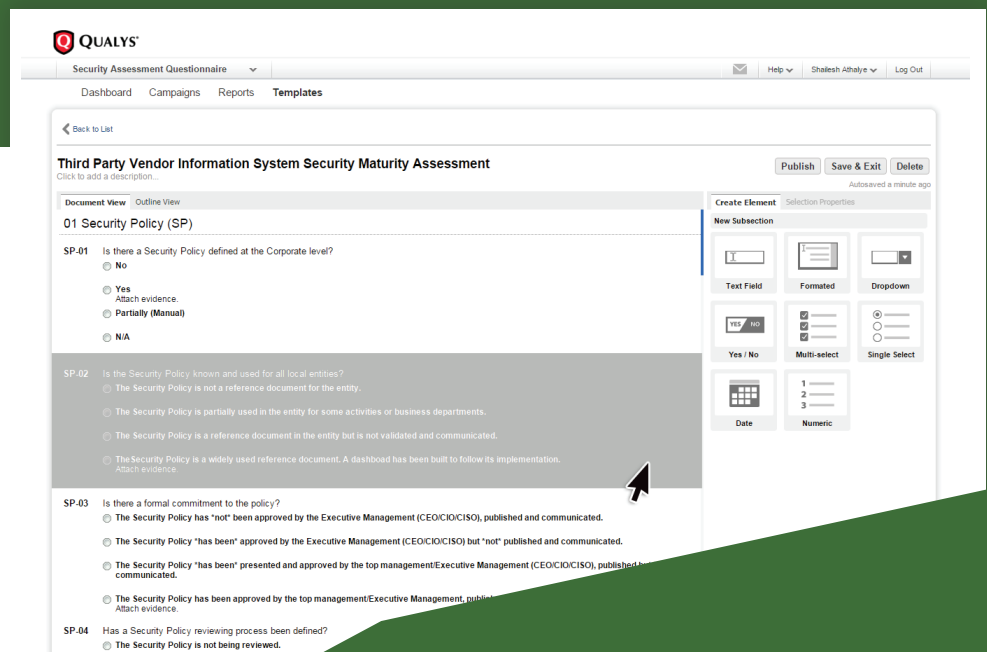 QUALYS
Security Assessment Questionnaire
Help
Shailesh Athalye
Log Out
Dashboard Campaigns Reports Templates
Back to List
Third Party Vendor Information System Security Maturity Assessment
Click to add a description...
Publish Save & Exit Delete
Autosaved a minute ago
Document View Outline View
Create Element Selection Properties
01 Security Policy (SP)
New Subsection
SP-01 Is there a Security Policy defined at the Corporate level?
No
Yes
Attach evidence.
Partially (Manual)
N/A
Text Field Formated Dropdown
YES NO
Yes / No Multi-select Single Select
1
2
3
Date Numeric
SP-02 Is the Security Policy known and used for all local entities?
The Security Policy is not a reference document for the entity.
The Security Policy is partially used in the entity for some activities or business departments.
The Security Policy is a reference document in the entity but is not validated and communicated.
TheSecurity Policy is a widely used reference document. A dashboad has been built to follow its implementation.
Attach evidence.
SP-03 Is there a formal commitment to the policy?
The Security Policy has *not* been approved by the Executive Management (CEO/CIO/CISO), published and communicated.
The Security Policy *has been* approved by the Executive Management (CEO/CIO/CISO) but *not* published and communicated.
The Security Policy *has been* presented and approved by the top management/Executive Management (CEO/CIO/CISO), published
communicated.
The Security Policy has been approved by the top management/Executive Management,
Attach evidence.
SP-04 Has a Security Policy reviewing process been defined?
The Security Policy is not being reviewed.